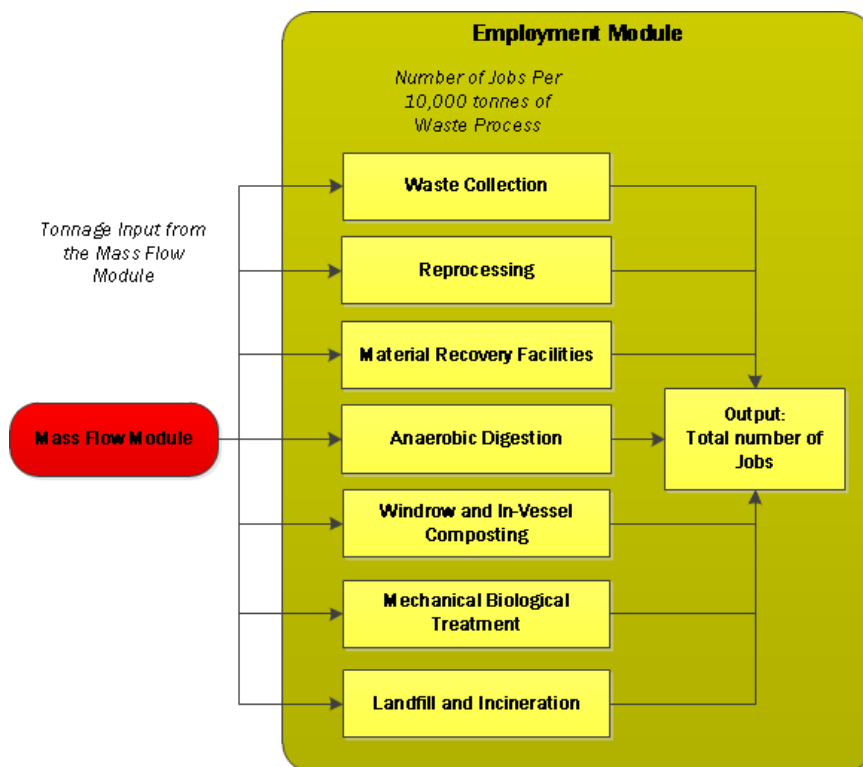 Employment Module
Number of Jobs Per
10,000 tonnes of
Waste Process
Waste Collection
Tonnage Input from
the Mass Flow
Module
Reprocessing
Material Recovery Facilities
Mass Flow Module
Anaerobic Digestion
Output:
Total number of
Jobs
Windrow and In-Vessel
Composting
Mechanical Biological
Treatment
Landfill and Incineration